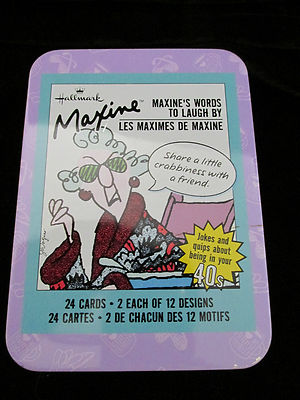 Hallmark
Maxine™
MAXINE'S WORDS
TO LAUGH BY
LES MAXIMES DE MAXINE
Share a little
crabbiness with
a friend.
Jokes and
quips about
being in your
40s
24 CARDS • 2 EACH OF 12 DESIGNS
24 CARTES • 2 DE CHACUN DES 12 MOTIFS